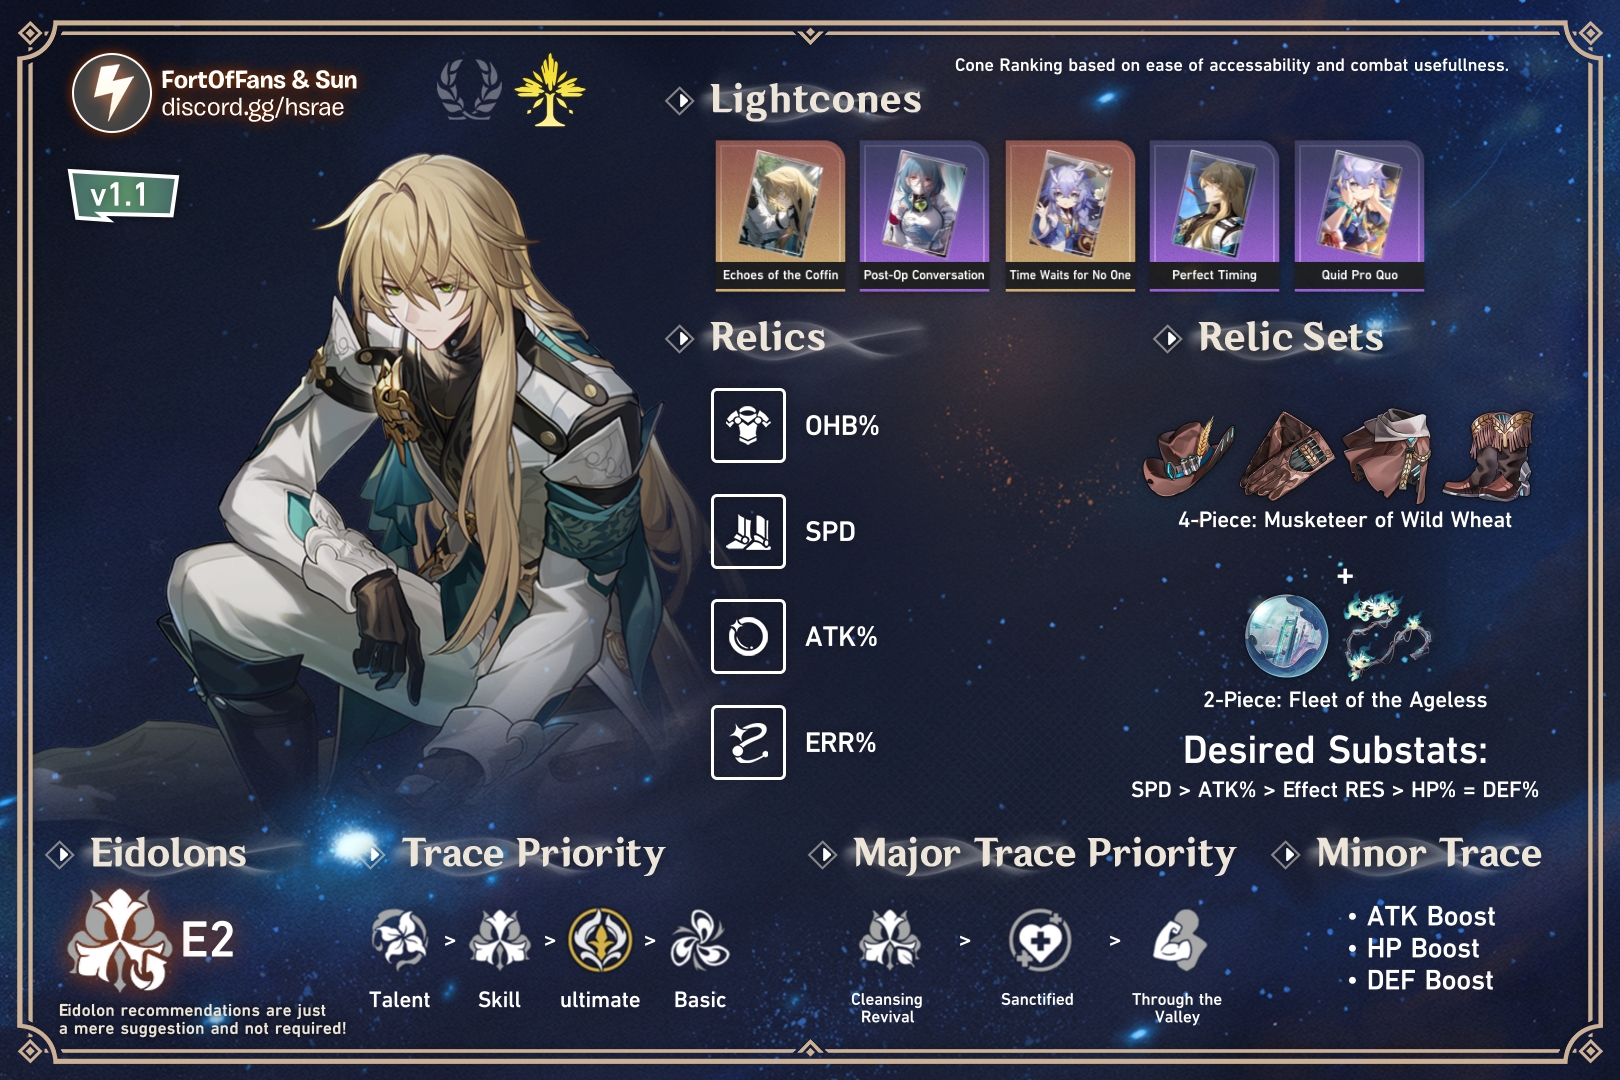 FortOfFans & Sun
discord.gg/hsrae
v1.1
Cone Ranking based on ease of accessability and combat usefullness.
Lightcones
Echoes of the Coffin
Post-Op Conversation
Time Waits for No One
Perfect Timing
Quid Pro Quo
Relics
OHB%
SPD
ATK%
ERR%
Relic Sets
4-Piece: Musketeer of Wild Wheat
+
2-Piece: Fleet of the Ageless
Desired Substats:
SPD > ATK% > Effect RES > HP% = DEF%
Eidolons
E2
Eidolon recommendations are just
a mere suggestion and not required!
Trace Priority
> > >
Talent Skill ultimate Basic
Major Trace Priority
> >
Cleansing
Revival
Sanctified
Through the
Valley
Minor Trace
• ATK Boost
• HP Boost
• DEF Boost